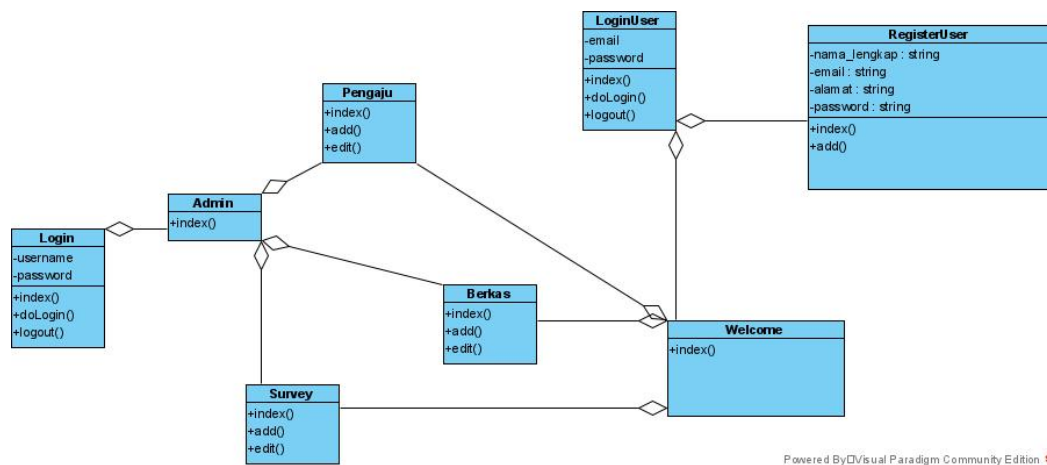 LoginUser
-email
-password
+index()
+doLogin()
+logout()
RegisterUser
-nama_lengkap : string
-email : string
-alamat : string
-password : string
+index()
+add()
Pengaju
+index()
+add()
+edit()
Admin
+index()
Login
-username
-password
+index()
+doLogin()
+logout()
Berkas
+index()
+add()
+edit()
Welcome
+index()
Survey
+index()
+add()
+edit()
Powered By Visual Paradigm Community Edition